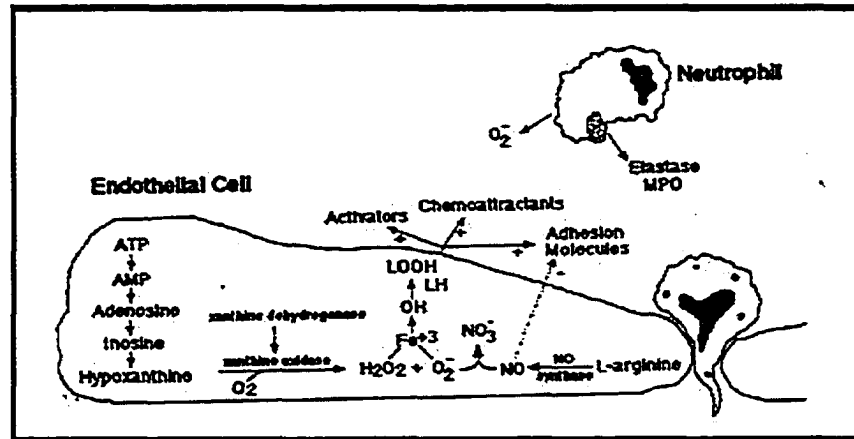 Neutrophil
O2-
Elastase
MPO
Endothelial Cell
Activators
Chemoattractants
Adhesion
Molecules
+
+
+
-
ATP
AMP
Adenosine
Inosine
Hypoxanthine
xanthine dehydrogenase
xanthine oxidase
O2
LOOH
LH
OH
Fe+3
H2O2 + O2-
NO3-
NO
NO
synthase
L-arginine